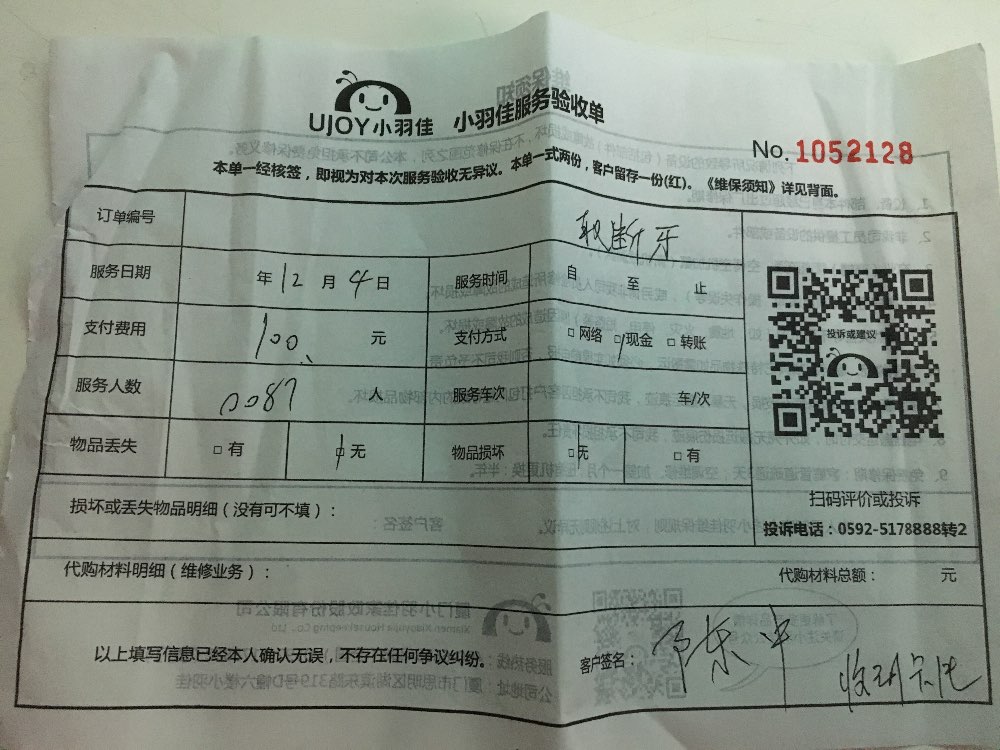 UJOY小羽佳 小羽佳服务验收单
No. 1052128
本单一经核签，即视为对本次服务验收无异议。本单一式两份，客户留存一份(红)。《维保须知》详见背面。
订单编号 取断牙
服务日期 年 12 月 4 日 服务时间 自 至 止
支付费用 100 元 支付方式 □ 网络 □ 现金 □ 转账
投诉或建议
服务人数 0087 人 服务车次 车/次
物品丢失 □ 有 □ 无 物品损坏 □ 无 □ 有
扫码评价或投诉
损坏或丢失物品明细（没有可不填）：
投诉电话：0592-5178888转2
代购材料明细（维修业务）： 代购材料总额： 元
以上填写信息已经本人确认无误，不存在任何争议纠纷。 客户签名：